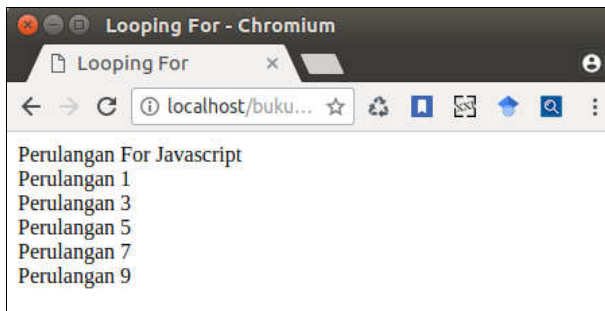 Looping For - Chromium
Looping For
localhost/buku...
Perulangan For Javascript
Perulangan 1
Perulangan 3
Perulangan 5
Perulangan 7
Perulangan 9